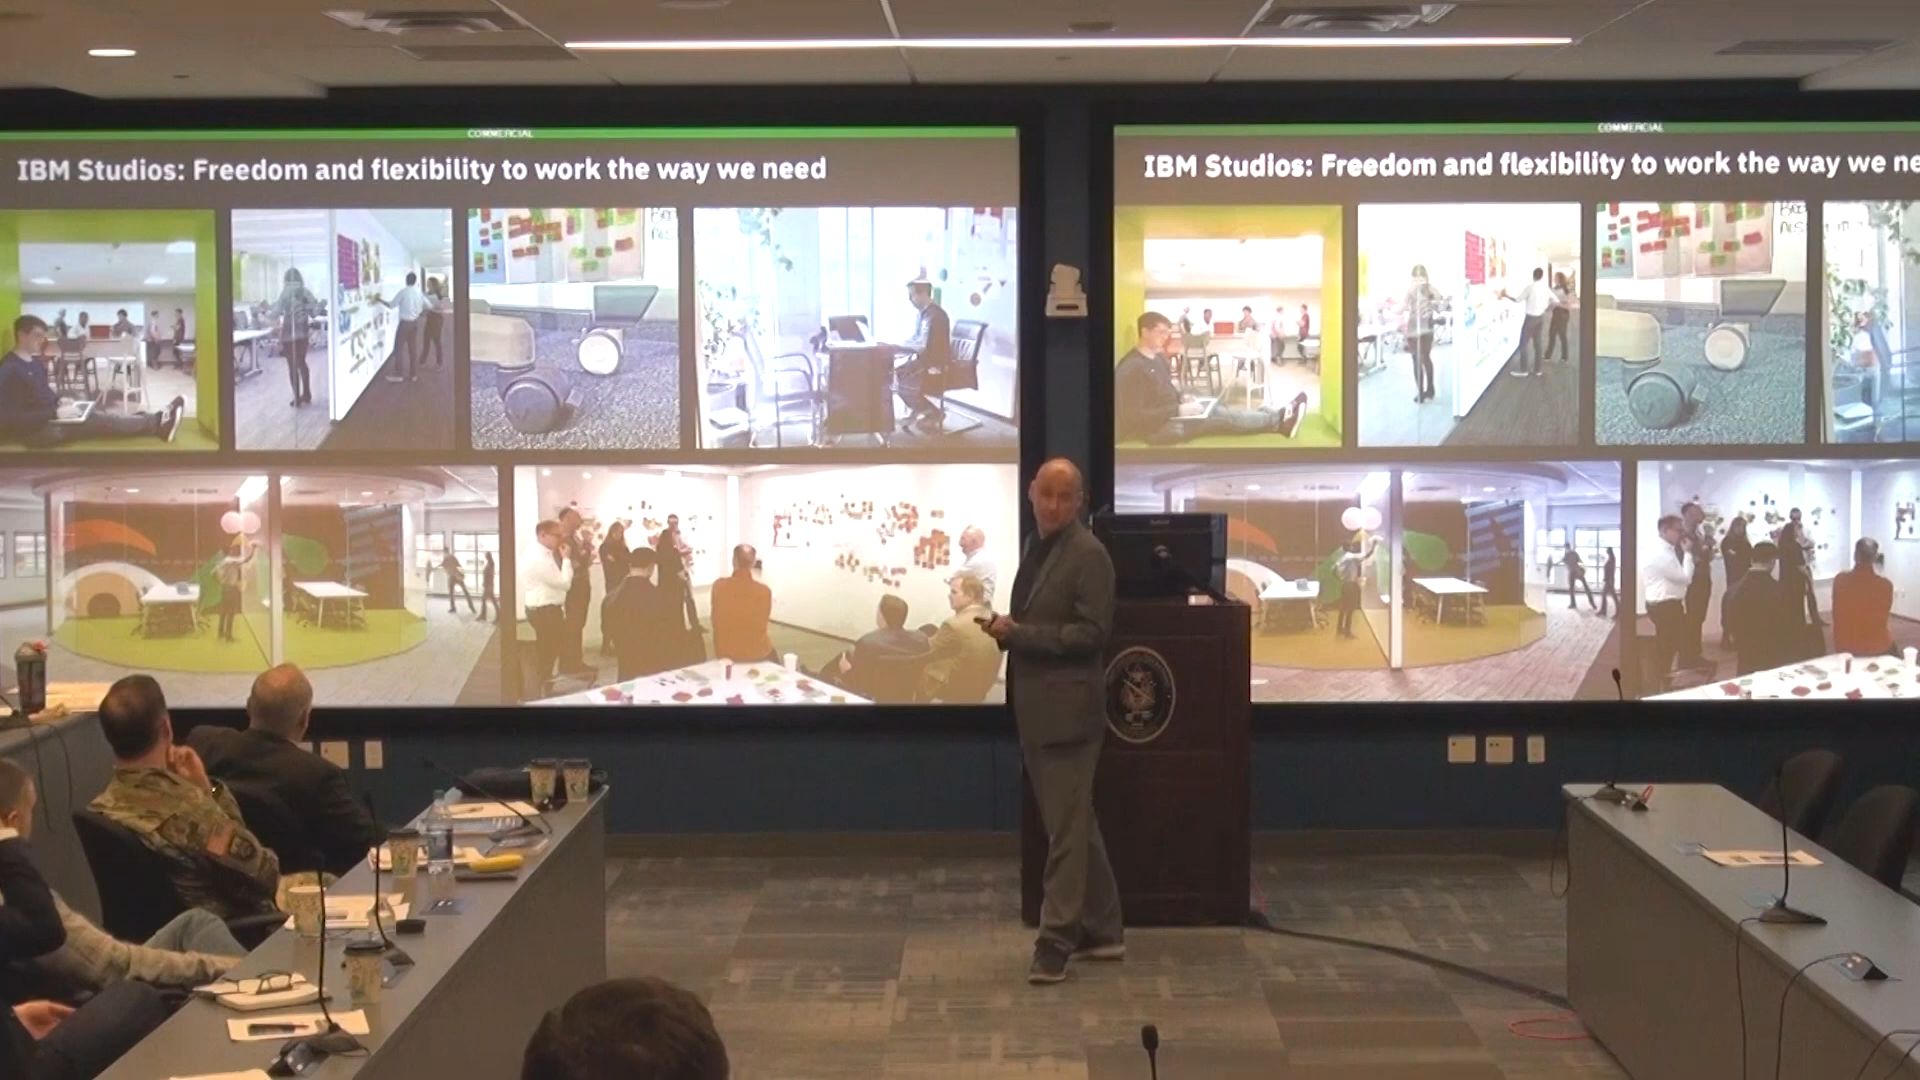 COMMERCIAL
IBM Studios: Freedom and flexibility to work the way we need
COMMERCIAL
IBM Studios: Freedom and flexibility to work the way we ne